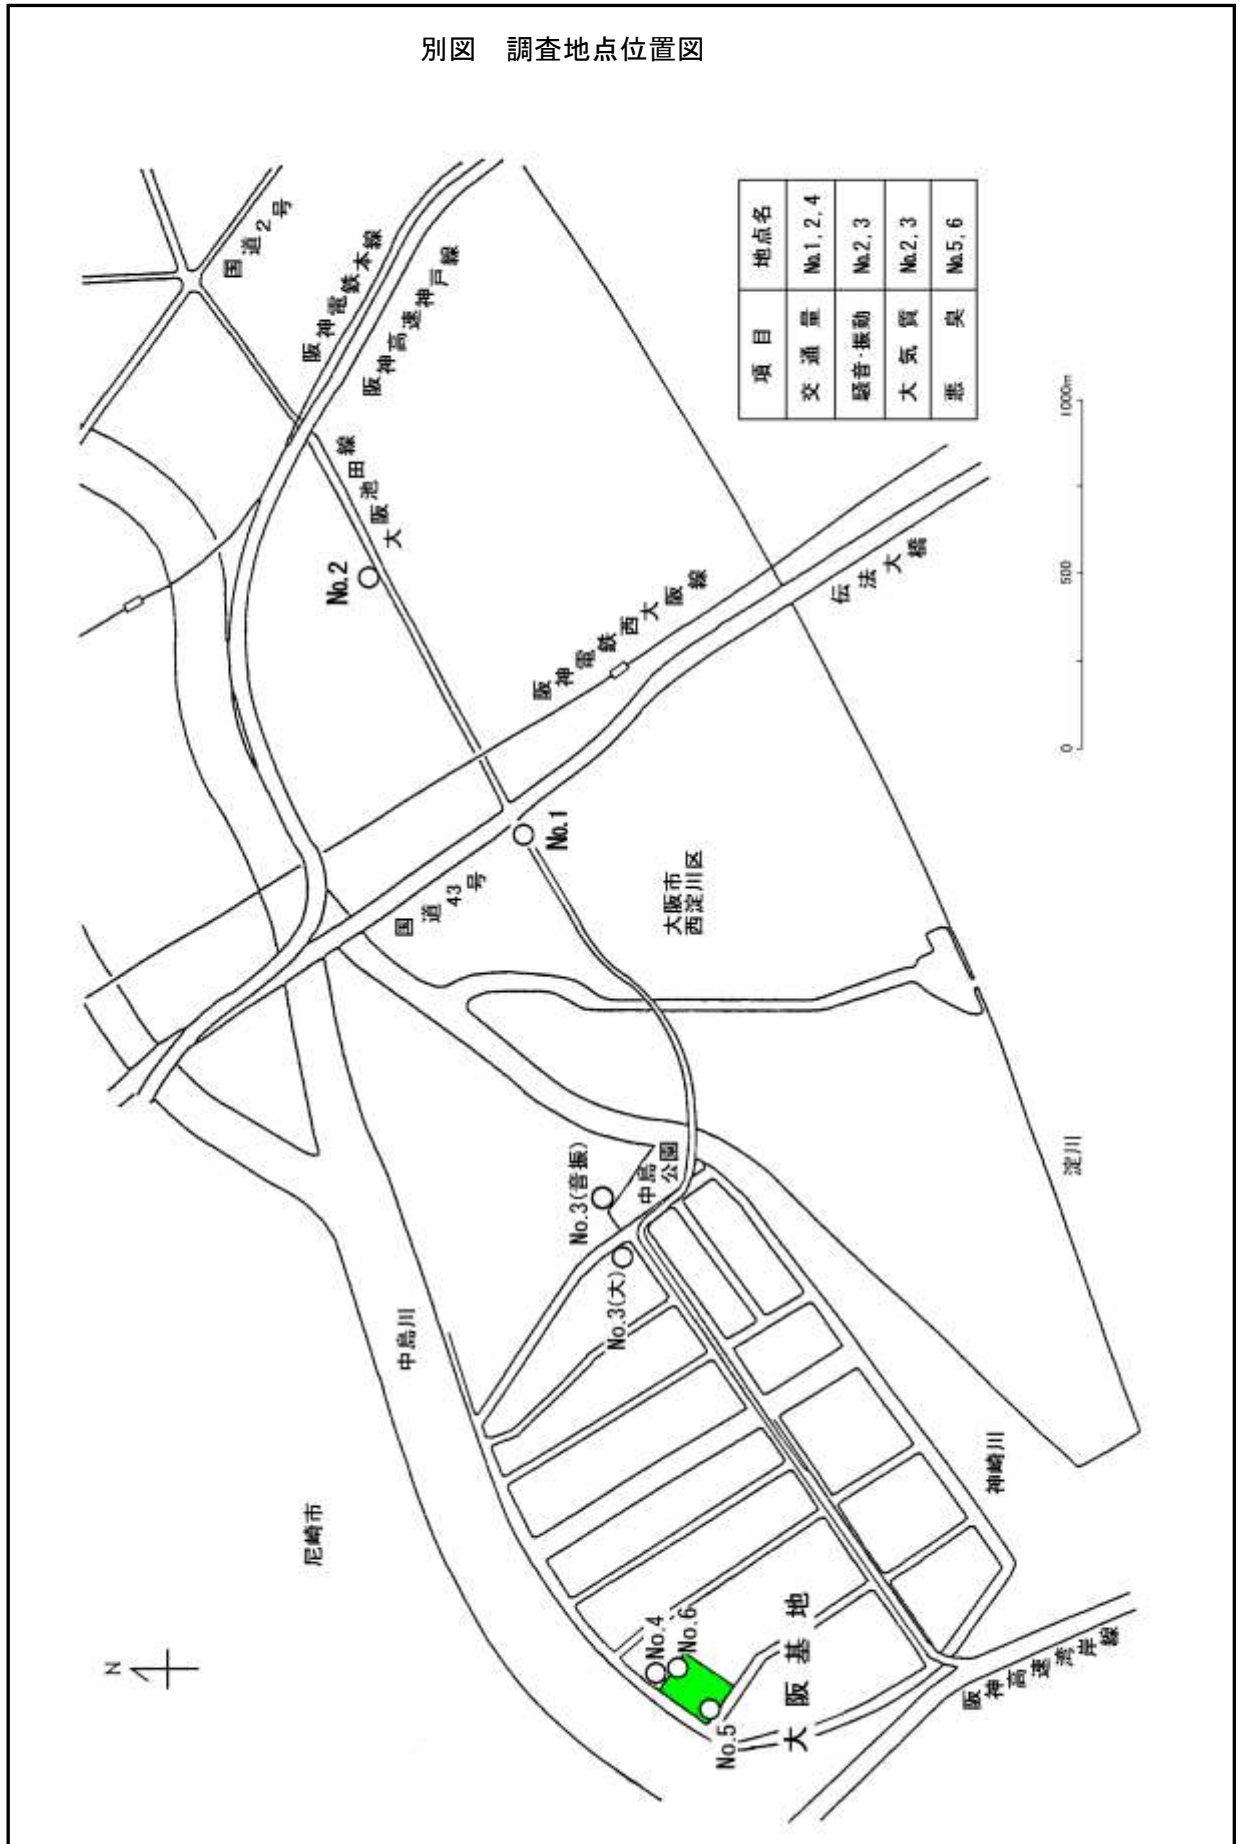 別図　調査地点位置図
国道2号
阪神電鉄本線
阪神高速神戸線
大阪池田線
No.2
阪神電鉄西大阪線
伝法大橋
項目 地点名
交通量 No.1,2,4
騒音・振動 No.2,3
大気質 No.2,3
悪臭 No.5,6
0 500 1000m
No.1
国道43号
大阪市
西淀川区
淀川
No.3(音振)
中島
公園
No.3(大)
中島川
尼崎市
神崎川
N
No.4
No.6
No.5
大阪基地
阪神高速湾岸線